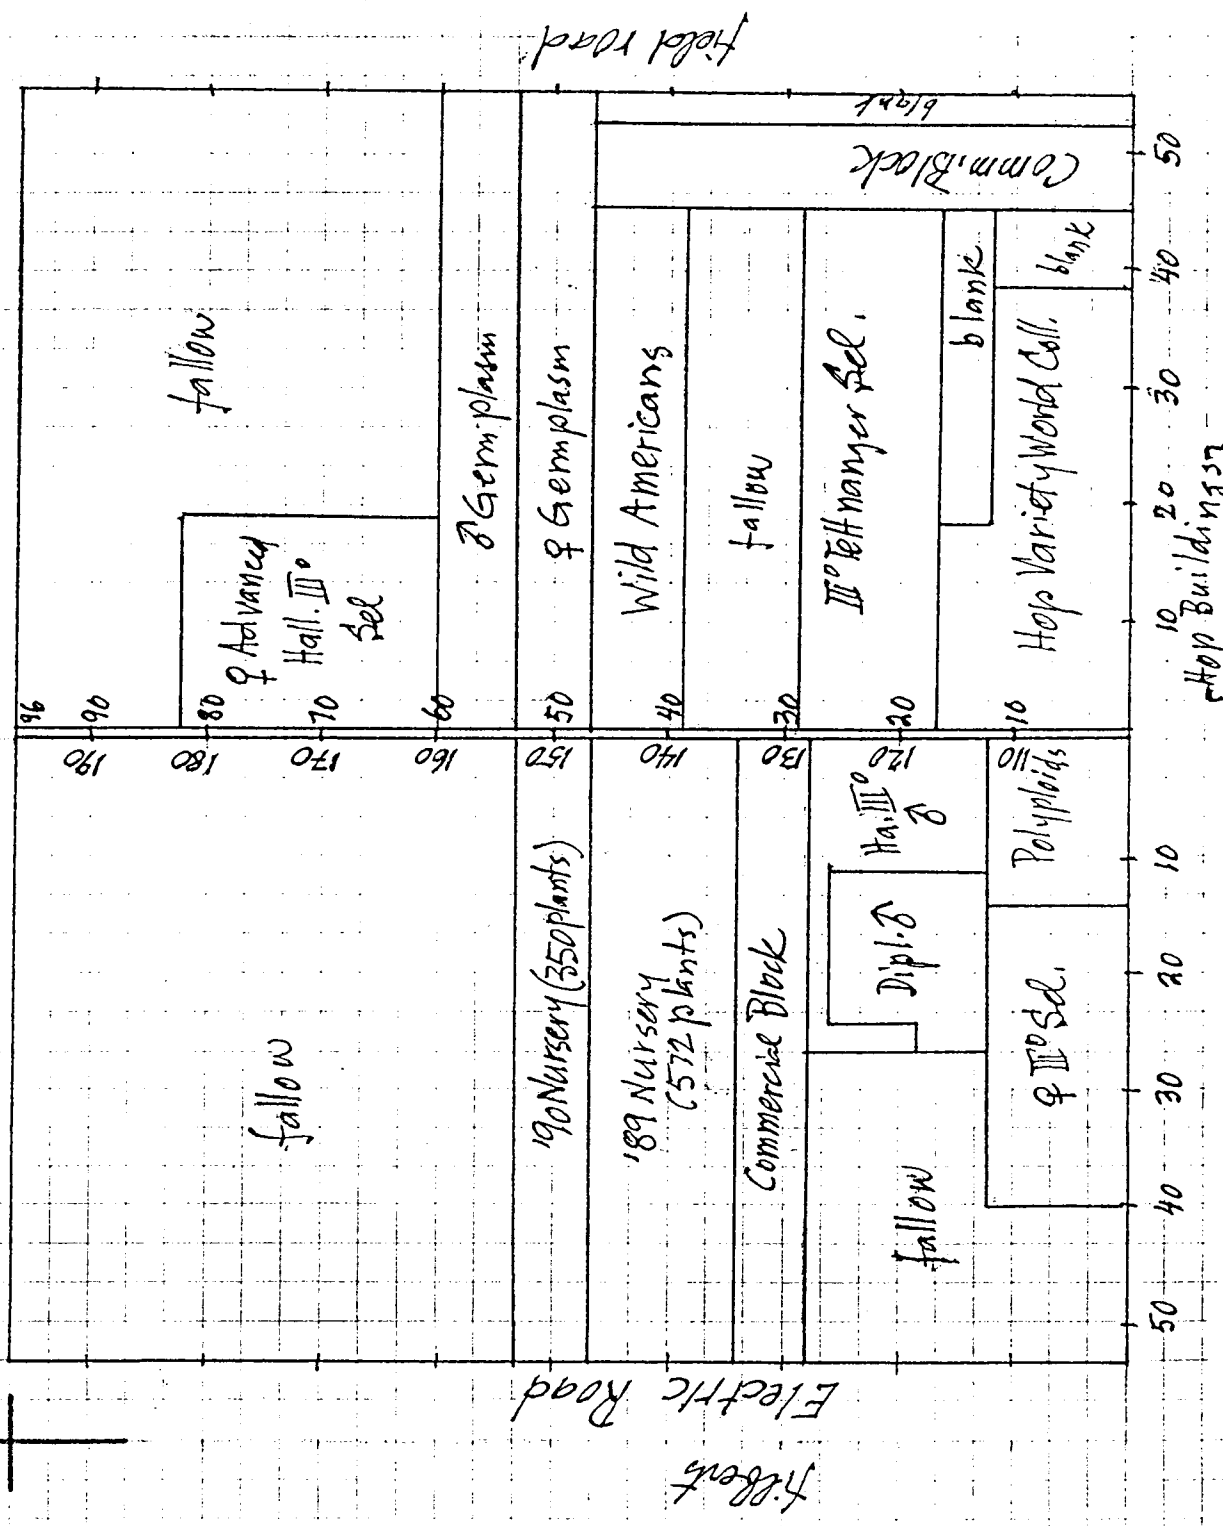 field road
fallow
♀ Advanced
Hall. III°
Sel
♂ Germplasm
♀ Germplasm
Wild Americans
fallow
III° Tettnanger Sel.
blank
Hop Variety World Coll.
blank
Comm. Block
blank
96 90 80 70 60 50 40 30 20 10
190 180 170 160 150 140 130 120 110
10 20 30 40 50
Hop Buildings
fallow
'90 Nursery (350 plants)
'89 Nursery
(572 plants)
Commercial Block
Ha. III°
♂
Dipl. ♂
Polyploids
♀ III° Sel.
fallow
10 20 30 40 50
Electric Road
filberts